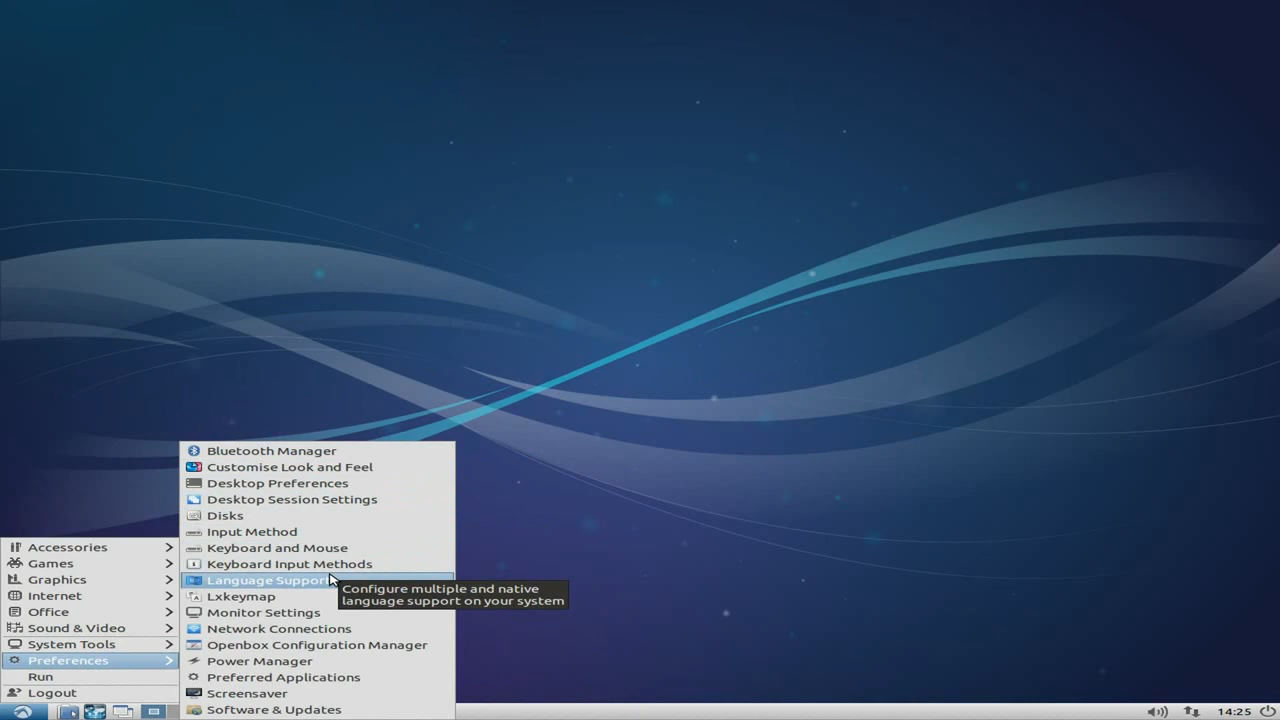 Bluetooth Manager
Customise Look and Feel
Desktop Preferences
Desktop Session Settings
Disks
Input Method
Keyboard and Mouse
Keyboard Input Methods
Language Support
Lxkeymap
Monitor Settings
Network Connections
Openbox Configuration Manager
Power Manager
Preferred Applications
Screensaver
Software & Updates
Configure multiple and native
language support on your system
Accessories
Games
Graphics
Internet
Office
Sound & Video
System Tools
Preferences
Run
Logout
14:25